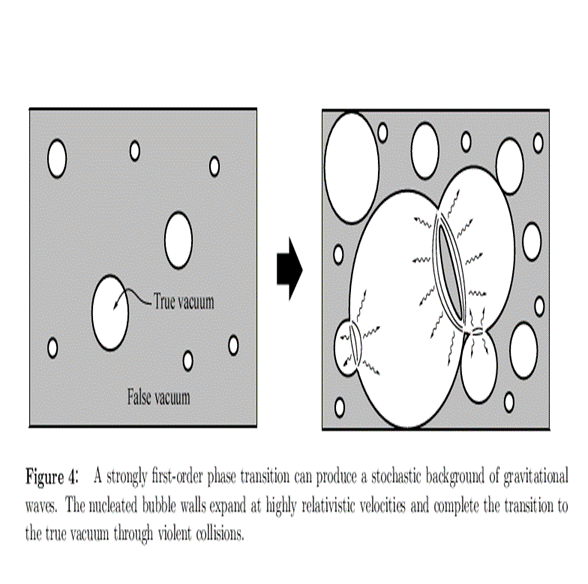 True vacuum
False vacuum
Figure 4: A strongly first-order phase transition can produce a stochastic background of gravitational
waves. The nucleated bubble walls expand at highly relativistic velocities and complete the transition to
the true vacuum through violent collisions.